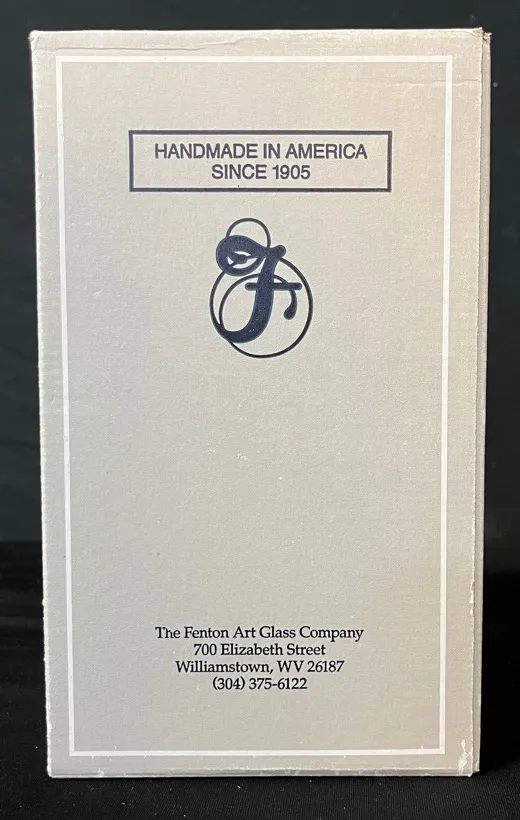 HANDMADE IN AMERICA
SINCE 1905
F
The Fenton Art Glass Company
700 Elizabeth Street
Williamstown, WV 26187
(304) 375-6122